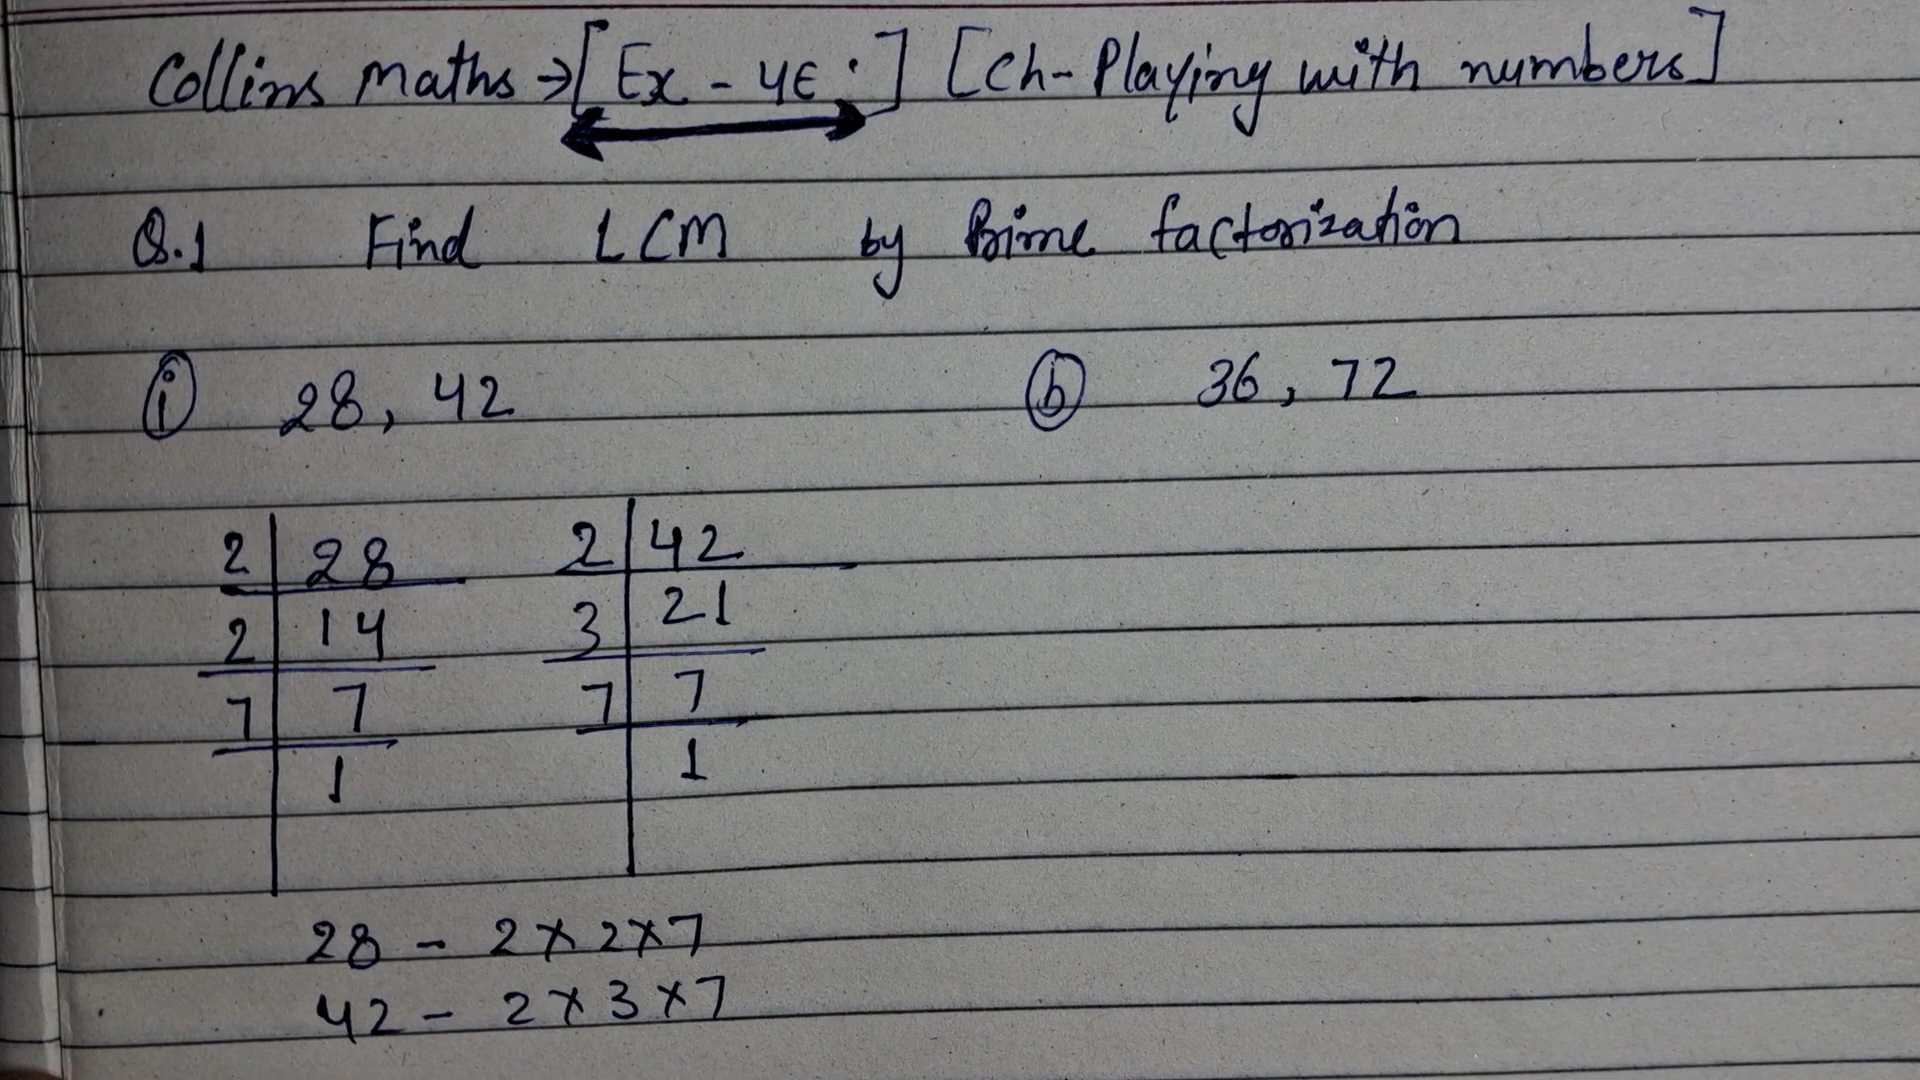 Collins Maths → [Ex - 4E.] [Ch- Playing with numbers]
Q.1 Find LCM by Prime factorization
(i) 28, 42 (b) 36, 72
2 | 28 2 | 42
2 | 14 3 | 21
7 | 7 7 | 7
1 1
28 - 2 x 2 x 7
42 - 2 x 3 x 7